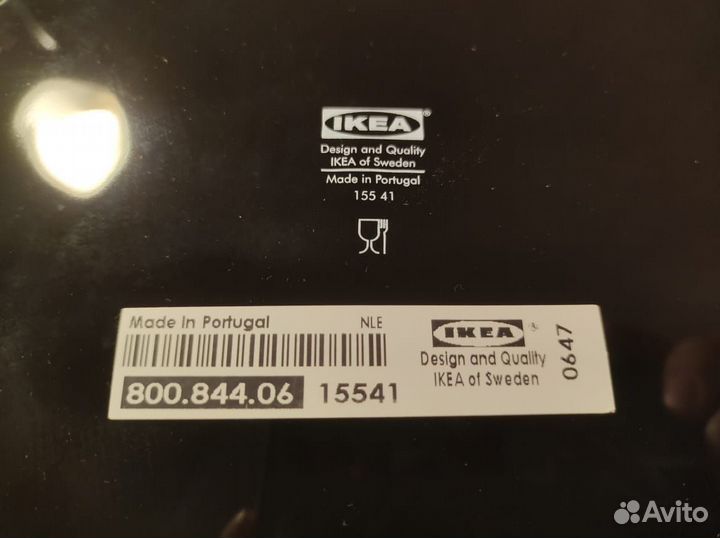 IKEA®
Design and Quality
IKEA of Sweden
Made in Portugal
155 41
Made in Portugal
NLE
800.844.06
15541
IKEA®
Design and Quality
IKEA of Sweden
0647
Avito